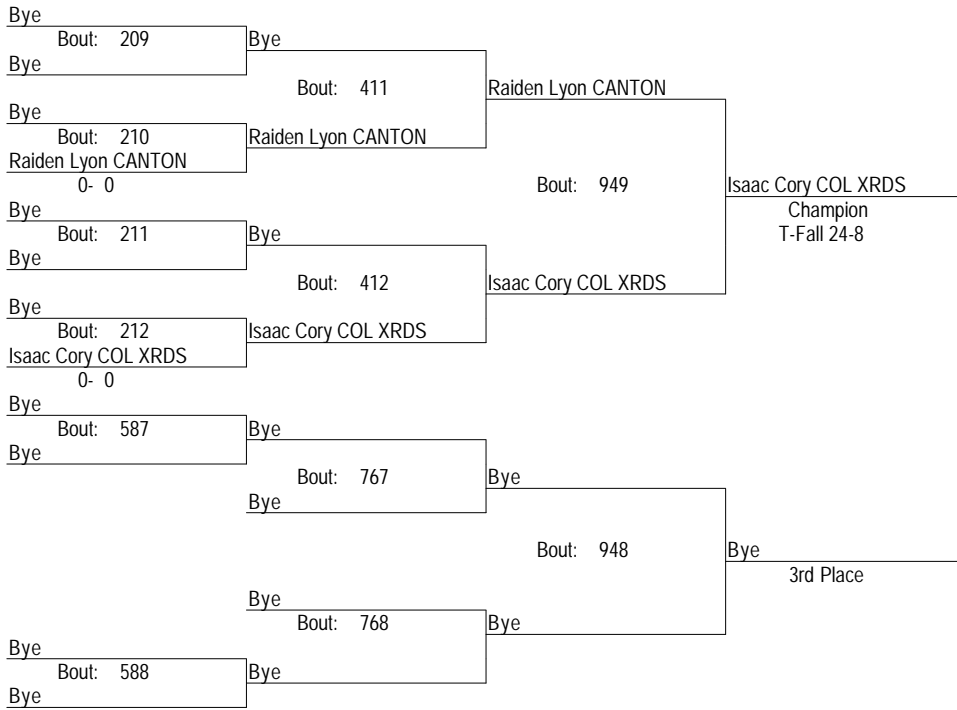 Bye
Bout: 209
Bye
Bye
Bout: 411
Raiden Lyon CANTON
Bye
Bout: 210
Raiden Lyon CANTON
Raiden Lyon CANTON
0- 0
Bout: 949
Isaac Cory COL XRDS
Champion
T-Fall 24-8
Bye
Bout: 211
Bye
Bye
Bout: 412
Isaac Cory COL XRDS
Bye
Bout: 212
Isaac Cory COL XRDS
Isaac Cory COL XRDS
0- 0
Bye
Bout: 587
Bye
Bye
Bout: 767
Bye
Bye
Bout: 948
Bye
3rd Place
Bye
Bout: 768
Bye
Bye
Bout: 588
Bye
Bye